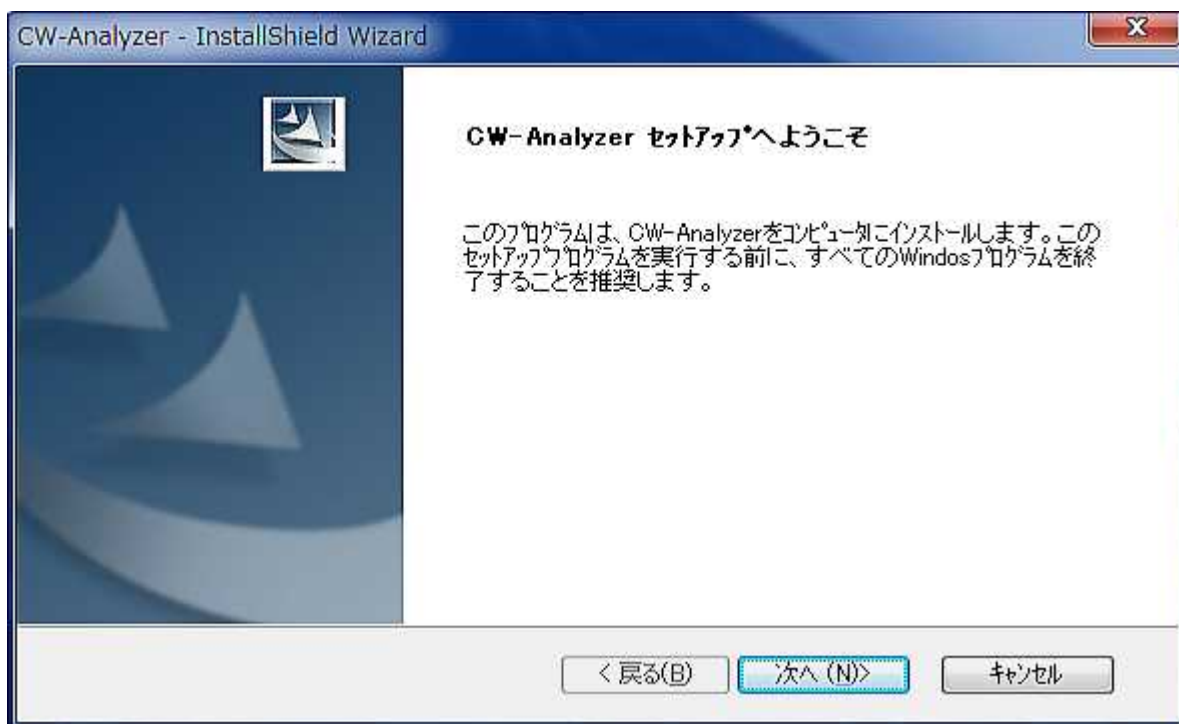 CW-Analyzer - InstallShield Wizard
CW-Analyzer ｾｯﾄｱｯﾌﾟへようこそ
このﾌﾟﾛｸﾞﾗﾑは、CW-Analyzerをｺﾝﾋﾟｭｰﾀにｲﾝｽﾄｰﾙします。この
ｾｯﾄｱｯﾌﾟﾌﾟﾛｸﾞﾗﾑを実行する前に、すべてのWindosﾌﾟﾛｸﾞﾗﾑを終
了することを推奨します。
< 戻る(B)
次へ (N)>
ｷｬﾝｾﾙ